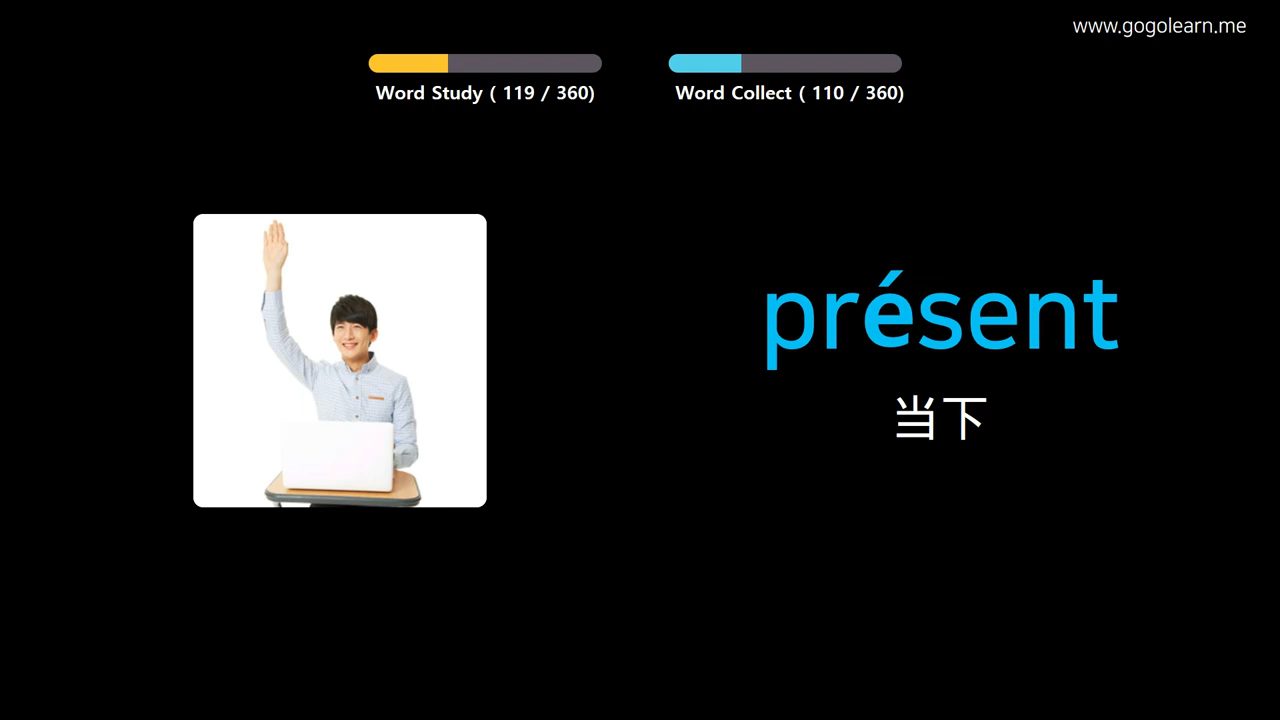 www.gogolearn.me
Word Study ( 119 / 360)
Word Collect ( 110 / 360)
présent
当下